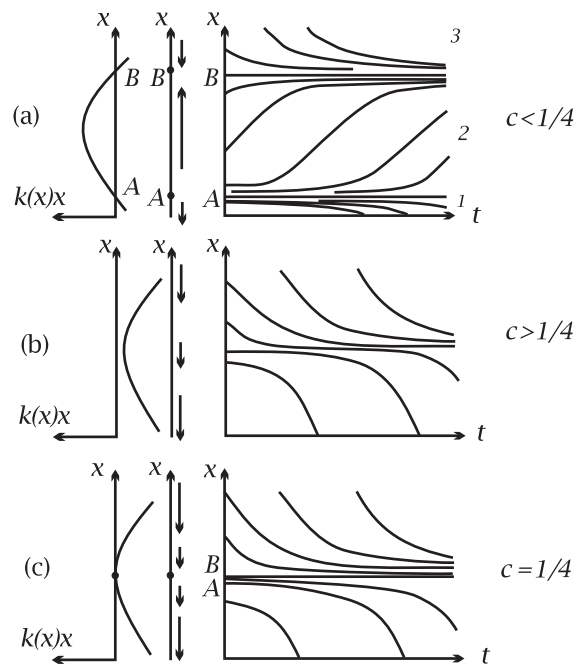 x x x
3
B B B
(a) c<1/4
2
k(x)x A A A 1
t
x x x
(b) c>1/4
k(x)x
t
x x x
B
(c) c=1/4
A
k(x)x
t